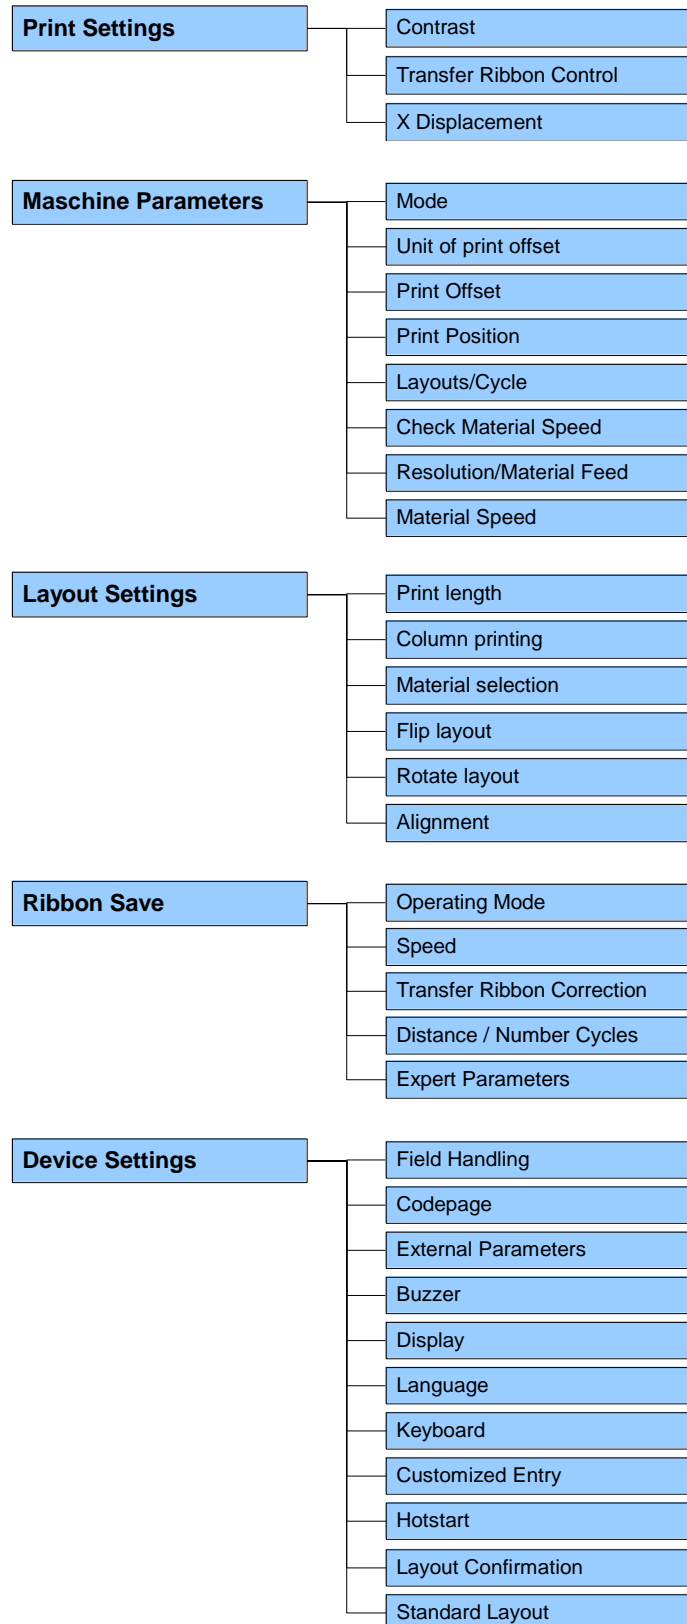 Print Settings
Contrast
Transfer Ribbon Control
X Displacement
Maschine Parameters
Mode
Unit of print offset
Print Offset
Print Position
Layouts/Cycle
Check Material Speed
Resolution/Material Feed
Material Speed
Layout Settings
Print length
Column printing
Material selection
Flip layout
Rotate layout
Alignment
Ribbon Save
Operating Mode
Speed
Transfer Ribbon Correction
Distance / Number Cycles
Expert Parameters
Device Settings
Field Handling
Codepage
External Parameters
Buzzer
Display
Language
Keyboard
Customized Entry
Hotstart
Layout Confirmation
Standard Layout